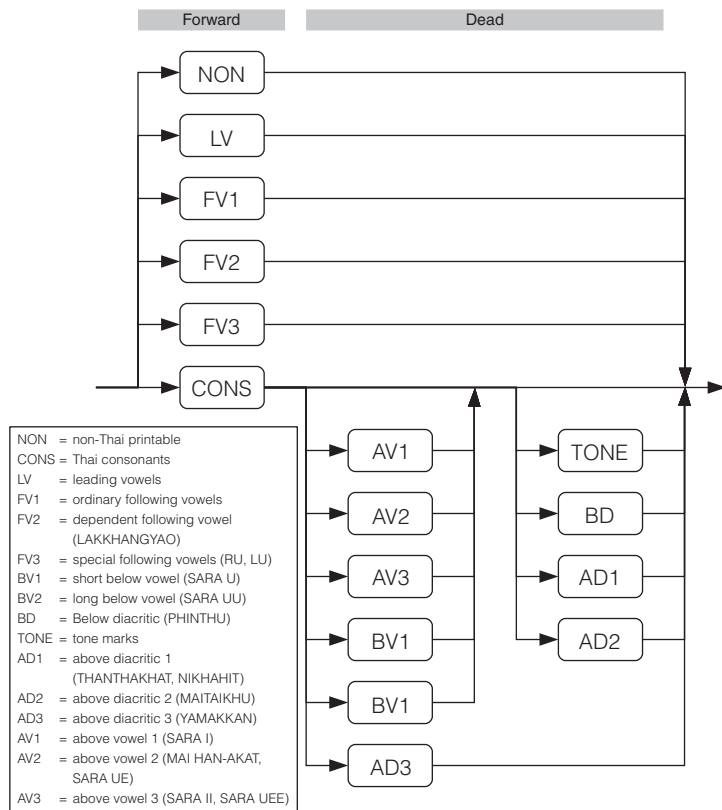 Forward
Dead
NON
LV
FV1
FV2
FV3
CONS
AV1
AV2
AV3
BV1
BV1
AD3
TONE
BD
AD1
AD2
NON = non-Thai printable
CONS = Thai consonants
LV = leading vowels
FV1 = ordinary following vowels
FV2 = dependent following vowel
(LAKKHANGYAO)
FV3 = special following vowels (RU, LU)
BV1 = short below vowel (SARA U)
BV2 = long below vowel (SARA UU)
BD = Below diacritic (PHINTHU)
TONE = tone marks
AD1 = above diacritic 1
(THANTHAKHAT, NIKHAHIT)
AD2 = above diacritic 2 (MAITAIKHU)
AD3 = above diacritic 3 (YAMAKKAN)
AV1 = above vowel 1 (SARA I)
AV2 = above vowel 2 (MAI HAN-AKAT,
SARA UE)
AV3 = above vowel 3 (SARA II, SARA UEE)